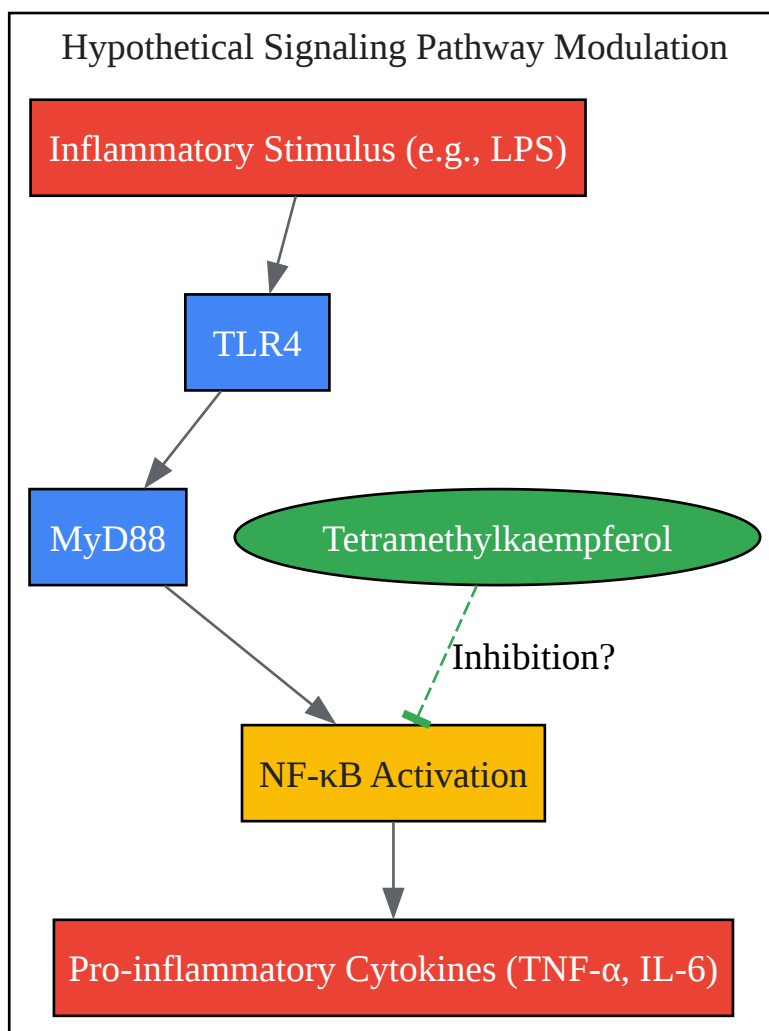 Hypothetical Signaling Pathway Modulation
Inflammatory Stimulus (e.g., LPS)
TLR4
MyD88
Tetramethylkaempferol
Inhibition?
NF-κB Activation
Pro-inflammatory Cytokines (TNF-α, IL-6)